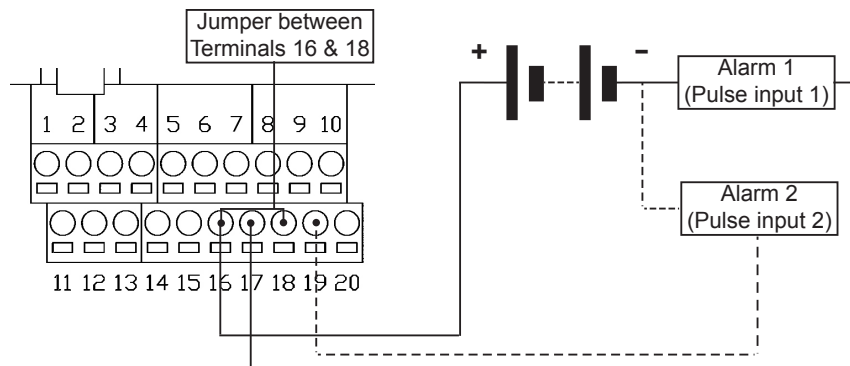 Jumper between
Terminals 16 & 18
+
–
Alarm 1
(Pulse input 1)
1 2 3 4 5 6 7 8 9 10
Alarm 2
(Pulse input 2)
11 12 13 14 15 16 17 18 19 20